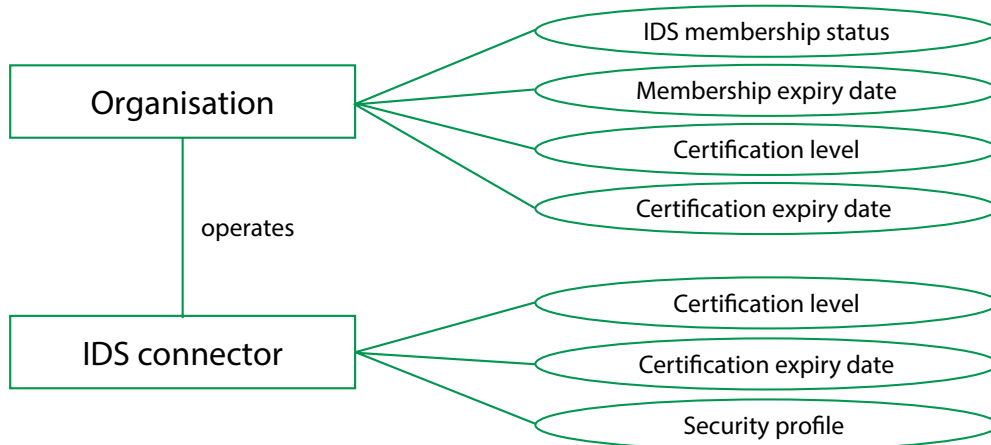 IDS membership status
Organisation
Membership expiry date
Certification level
Certification expiry date
operates
Certification level
IDS connector
Certification expiry date
Security profile